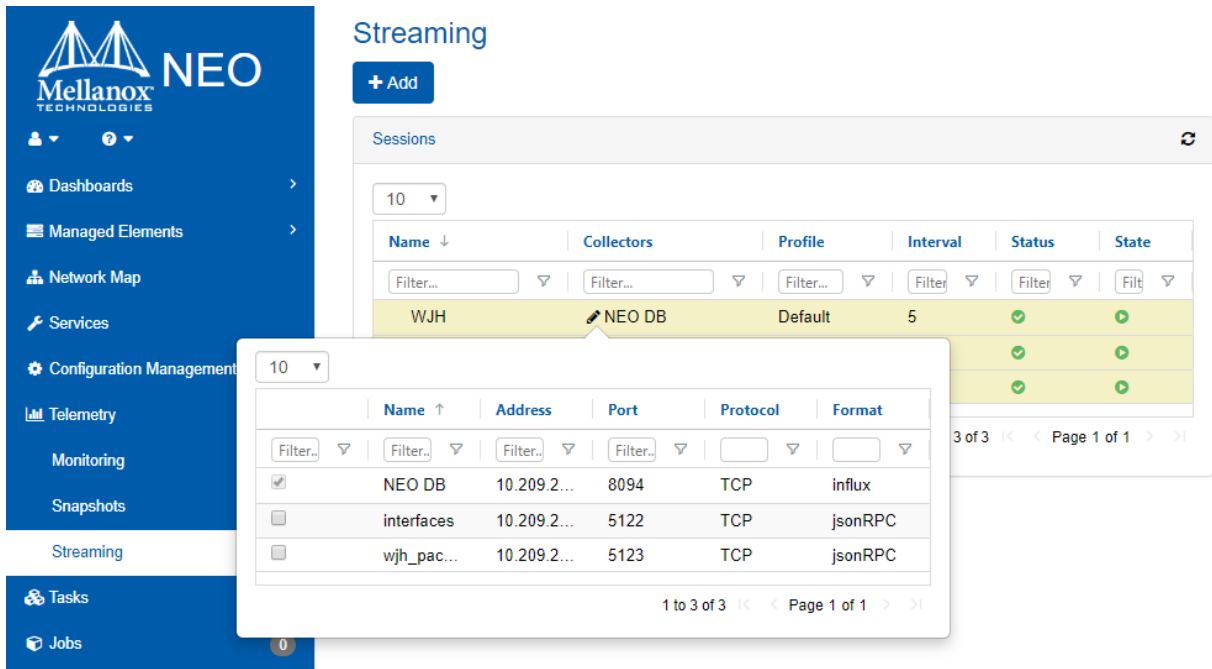 Mellanox
TECHNOLOGIES
NEO
Dashboards
Managed Elements
Network Map
Services
Configuration Management
Telemetry
Monitoring
Snapshots
Streaming
Tasks
Jobs
0
Streaming
+ Add
Sessions
10
Name Collectors Profile Interval Status State
Filter... Filter... Filter... Filter Filter Filt
WJH NEO DB Default 5
3 of 3 Page 1 of 1
10
Name Address Port Protocol Format
Filter.. Filter.. Filter.. Filter..
NEO DB 10.209.2... 8094 TCP influx
interfaces 10.209.2... 5122 TCP jsonRPC
wjh_pac... 10.209.2... 5123 TCP jsonRPC
1 to 3 of 3 Page 1 of 1